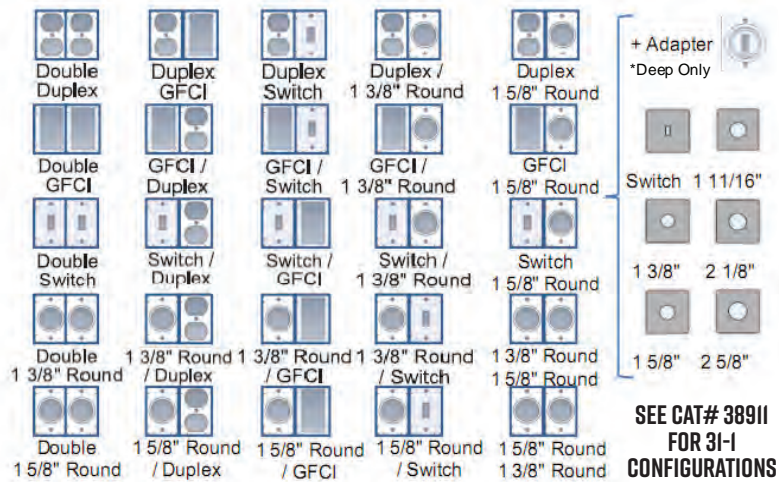 Double
Duplex
Duplex
GFCI
Duplex
Switch
Duplex /
1 3/8" Round
Duplex
1 5/8" Round
+ Adapter
*Deep Only
Double
GFCI
GFCI /
Duplex
GFCI /
Switch
GFCI /
1 3/8" Round
GFCI
1 5/8" Round
Switch 1 11/16"
Double
Switch
Switch /
Duplex
Switch /
GFCI
Switch /
1 3/8" Round
Switch
1 5/8" Round
1 3/8" 2 1/8"
Double
1 3/8" Round
1 3/8" Round
/ Duplex
1 3/8" Round
/ GFCI
1 3/8" Round
/ Switch
1 3/8" Round
1 5/8" Round
1 5/8" 2 5/8"
Double
1 5/8" Round
1 5/8" Round
/ Duplex
1 5/8" Round
/ GFCI
1 5/8" Round
/ Switch
1 5/8" Round
1 3/8" Round
SEE CAT# 38911
FOR 31-1
CONFIGURATIONS